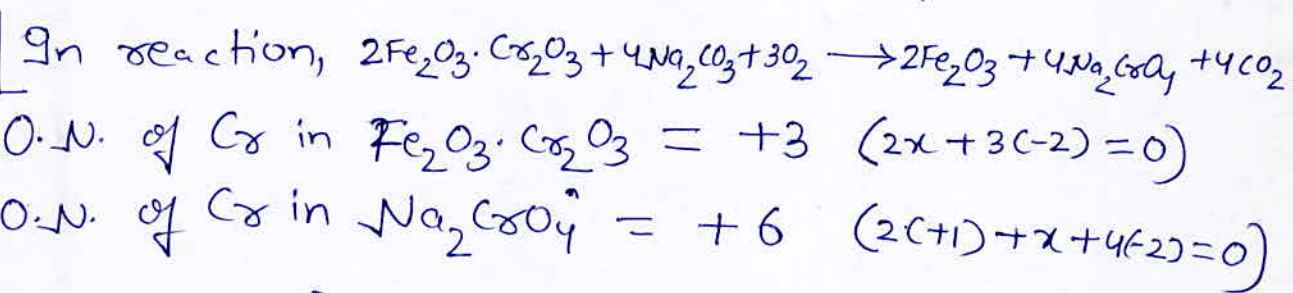 In reaction, 2Fe₂O₃·Cr₂O₃ + 4Na₂CO₃ + 3O₂ ⟶ 2Fe₂O₃ + 4Na₂CrO₄ + 4CO₂
O.N. of Cr in Fe₂O₃·Cr₂O₃ = +3 (2x + 3(-2) = 0)
O.N. of Cr in Na₂CrO₄ = +6 (2(+1) + x + 4(-2) = 0)